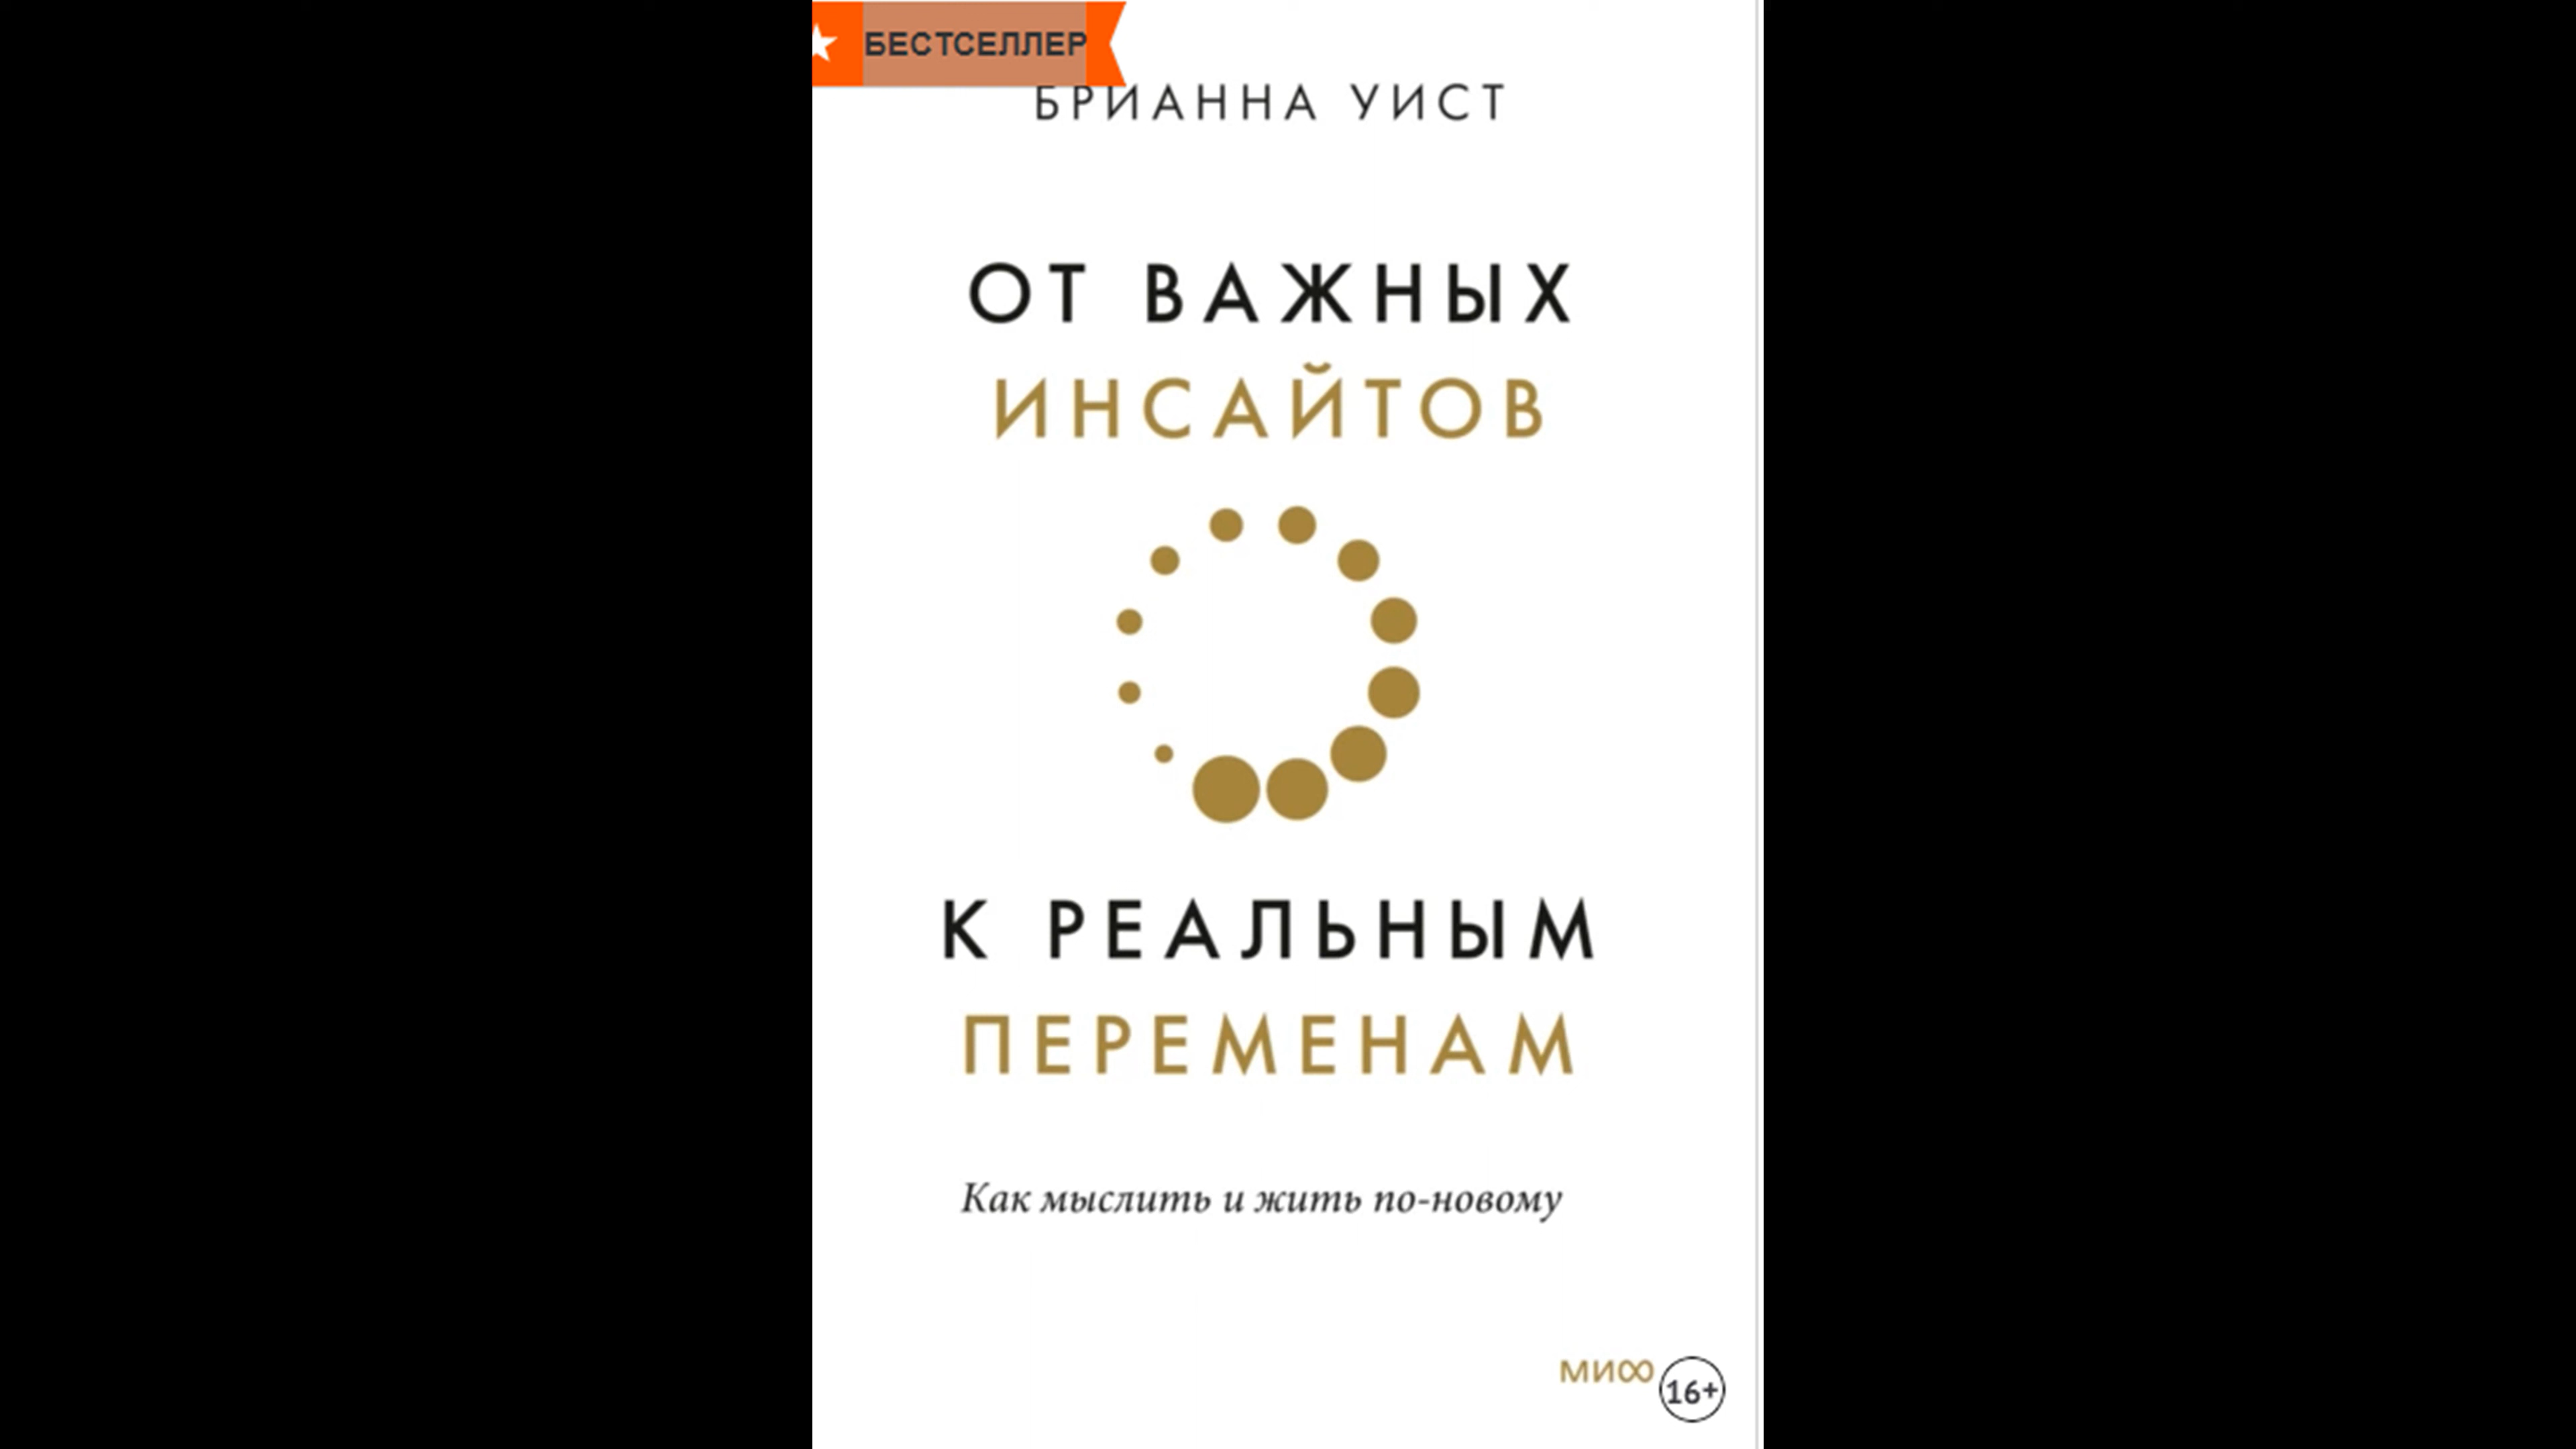 БЕСТСЕЛЛЕР
БРИАННА УИСТ
ОТ ВАЖНЫХ
ИНСАЙТОВ
К РЕАЛЬНЫМ
ПЕРЕМЕНАМ
Как мыслить и жить по-новому
МИФ
16+